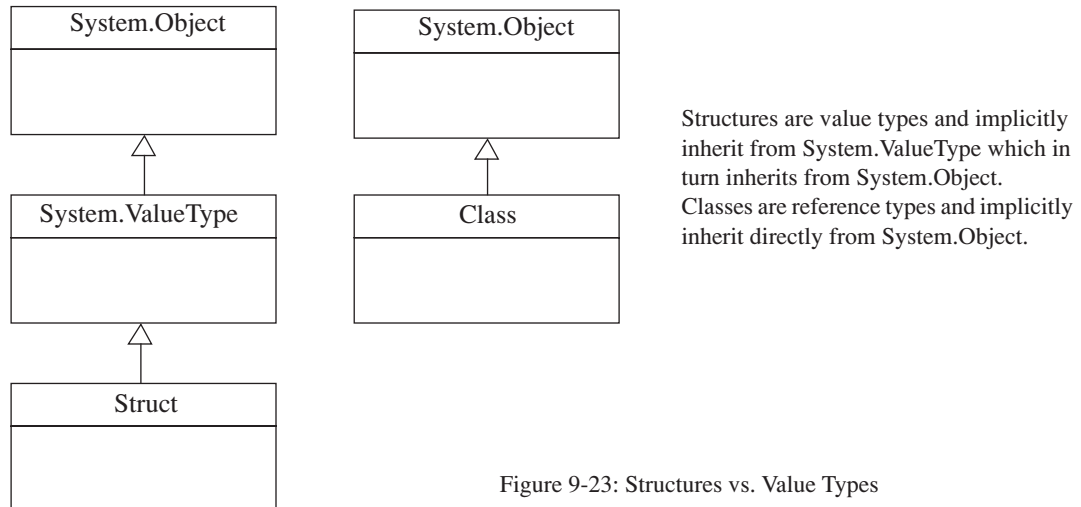 System.Object
System.Object
System.ValueType
Class
Struct
Structures are value types and implicitly
inherit from System.ValueType which in
turn inherits from System.Object.
Classes are reference types and implicitly
inherit directly from System.Object.
Figure 9-23: Structures vs. Value Types